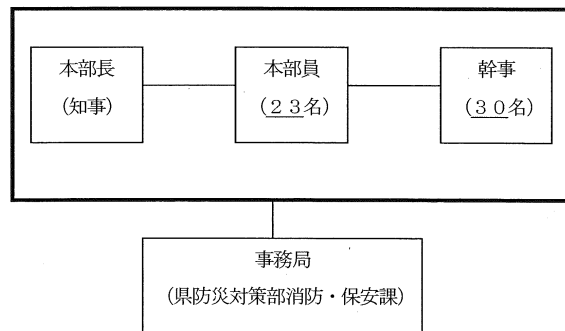 本部長
(知事)
本部員
(２３名)
幹事
(３０名)
事務局
(県防災対策部消防・保安課)